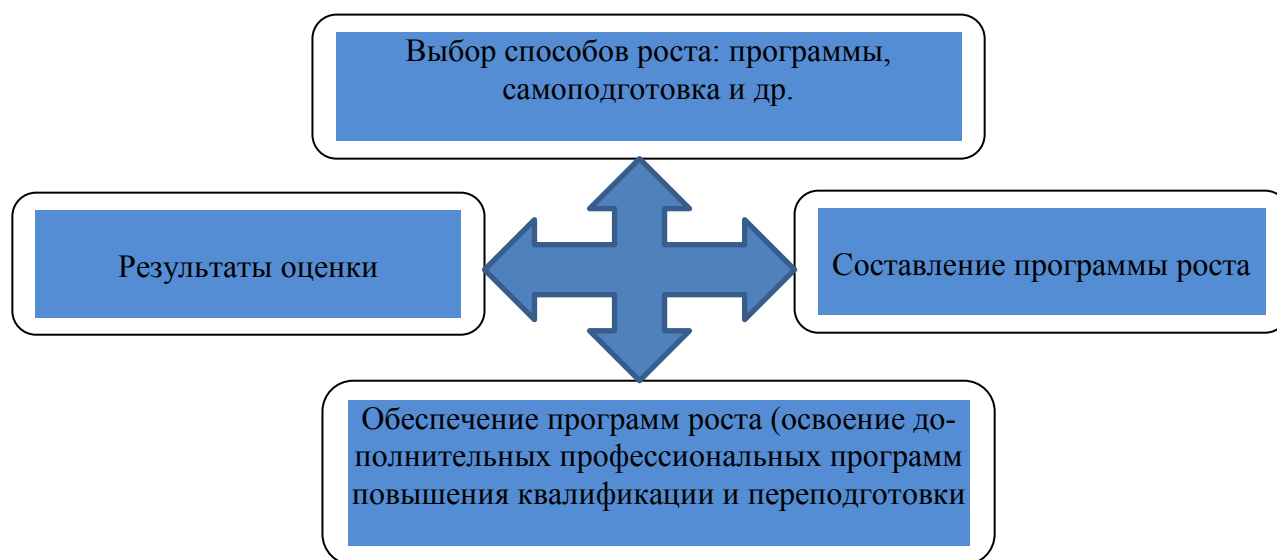 Выбор способов роста: программы,
самоподготовка и др.
Результаты оценки
Составление программы роста
Обеспечение программ роста (освоение до-
полнительных профессиональных программ
повышения квалификации и переподготовки